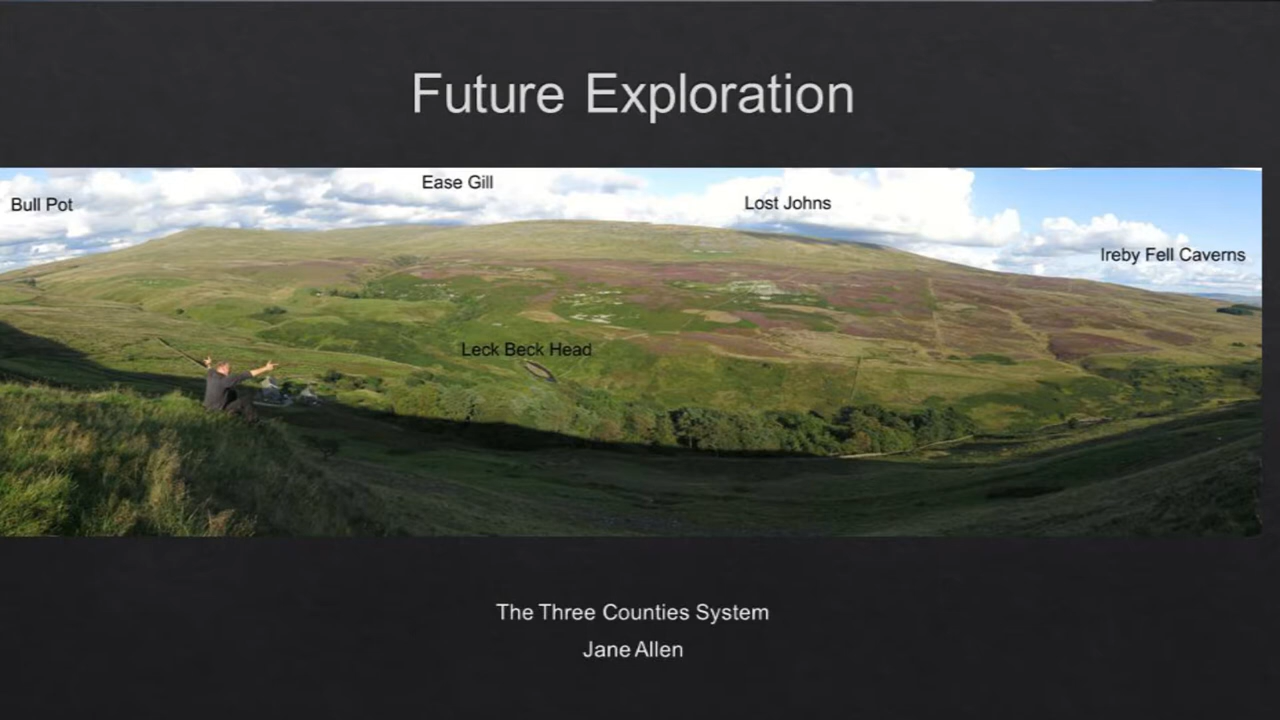 Future Exploration
Ease Gill
Bull Pot
Lost Johns
Ireby Fell Caverns
Leck Beck Head
The Three Counties System
Jane Allen